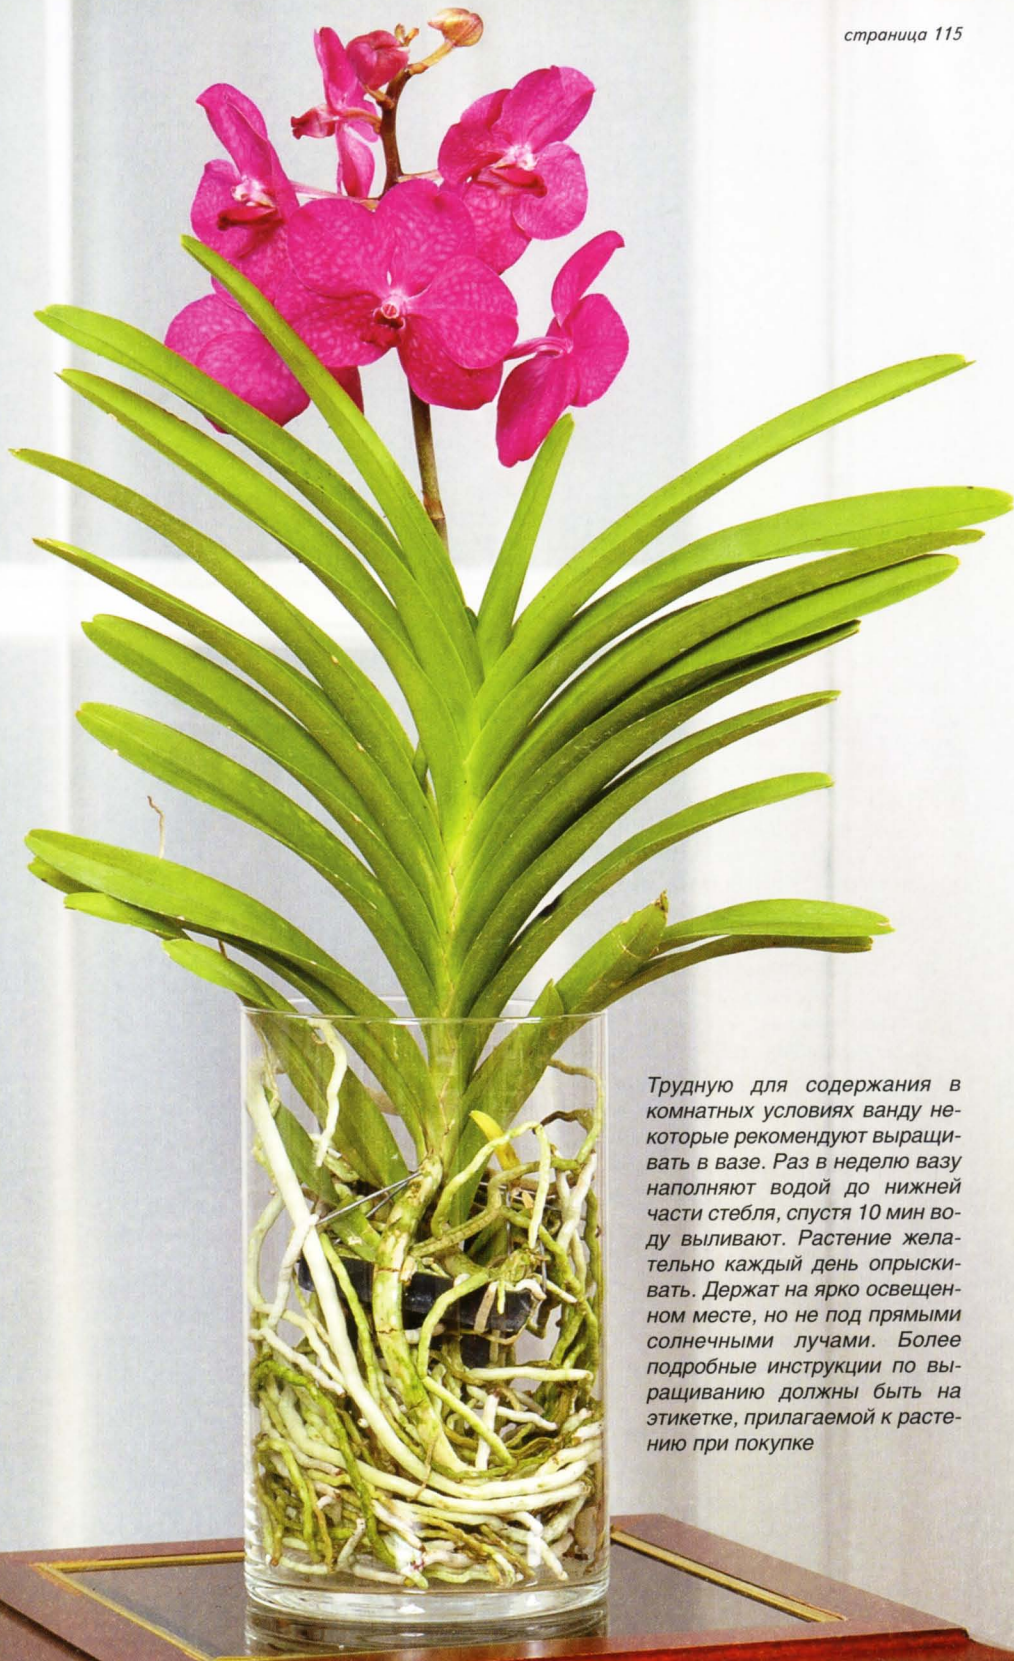 страница 115
Трудную для содержания в
комнатных условиях ванду не-
которые рекомендуют выращи-
вать в вазе. Раз в неделю вазу
наполняют водой до нижней
части стебля, спустя 10 мин во-
ду выливают. Растение жела-
тельно каждый день опрыски-
вать. Держат на ярко освещен-
ном месте, но не под прямыми
солнечными лучами. Более
подробные инструкции по вы-
ращиванию должны быть на
этикетке, прилагаемой к расте-
нию при покупке